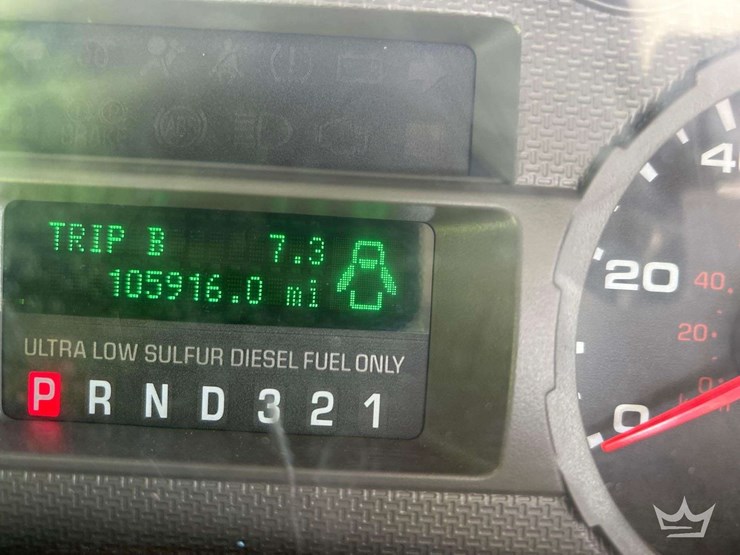 TRIP B 7.3
105916.0 mi
ULTRA LOW SULFUR DIESEL FUEL ONLY
P R N D 3 2 1
20
0
40
20
0